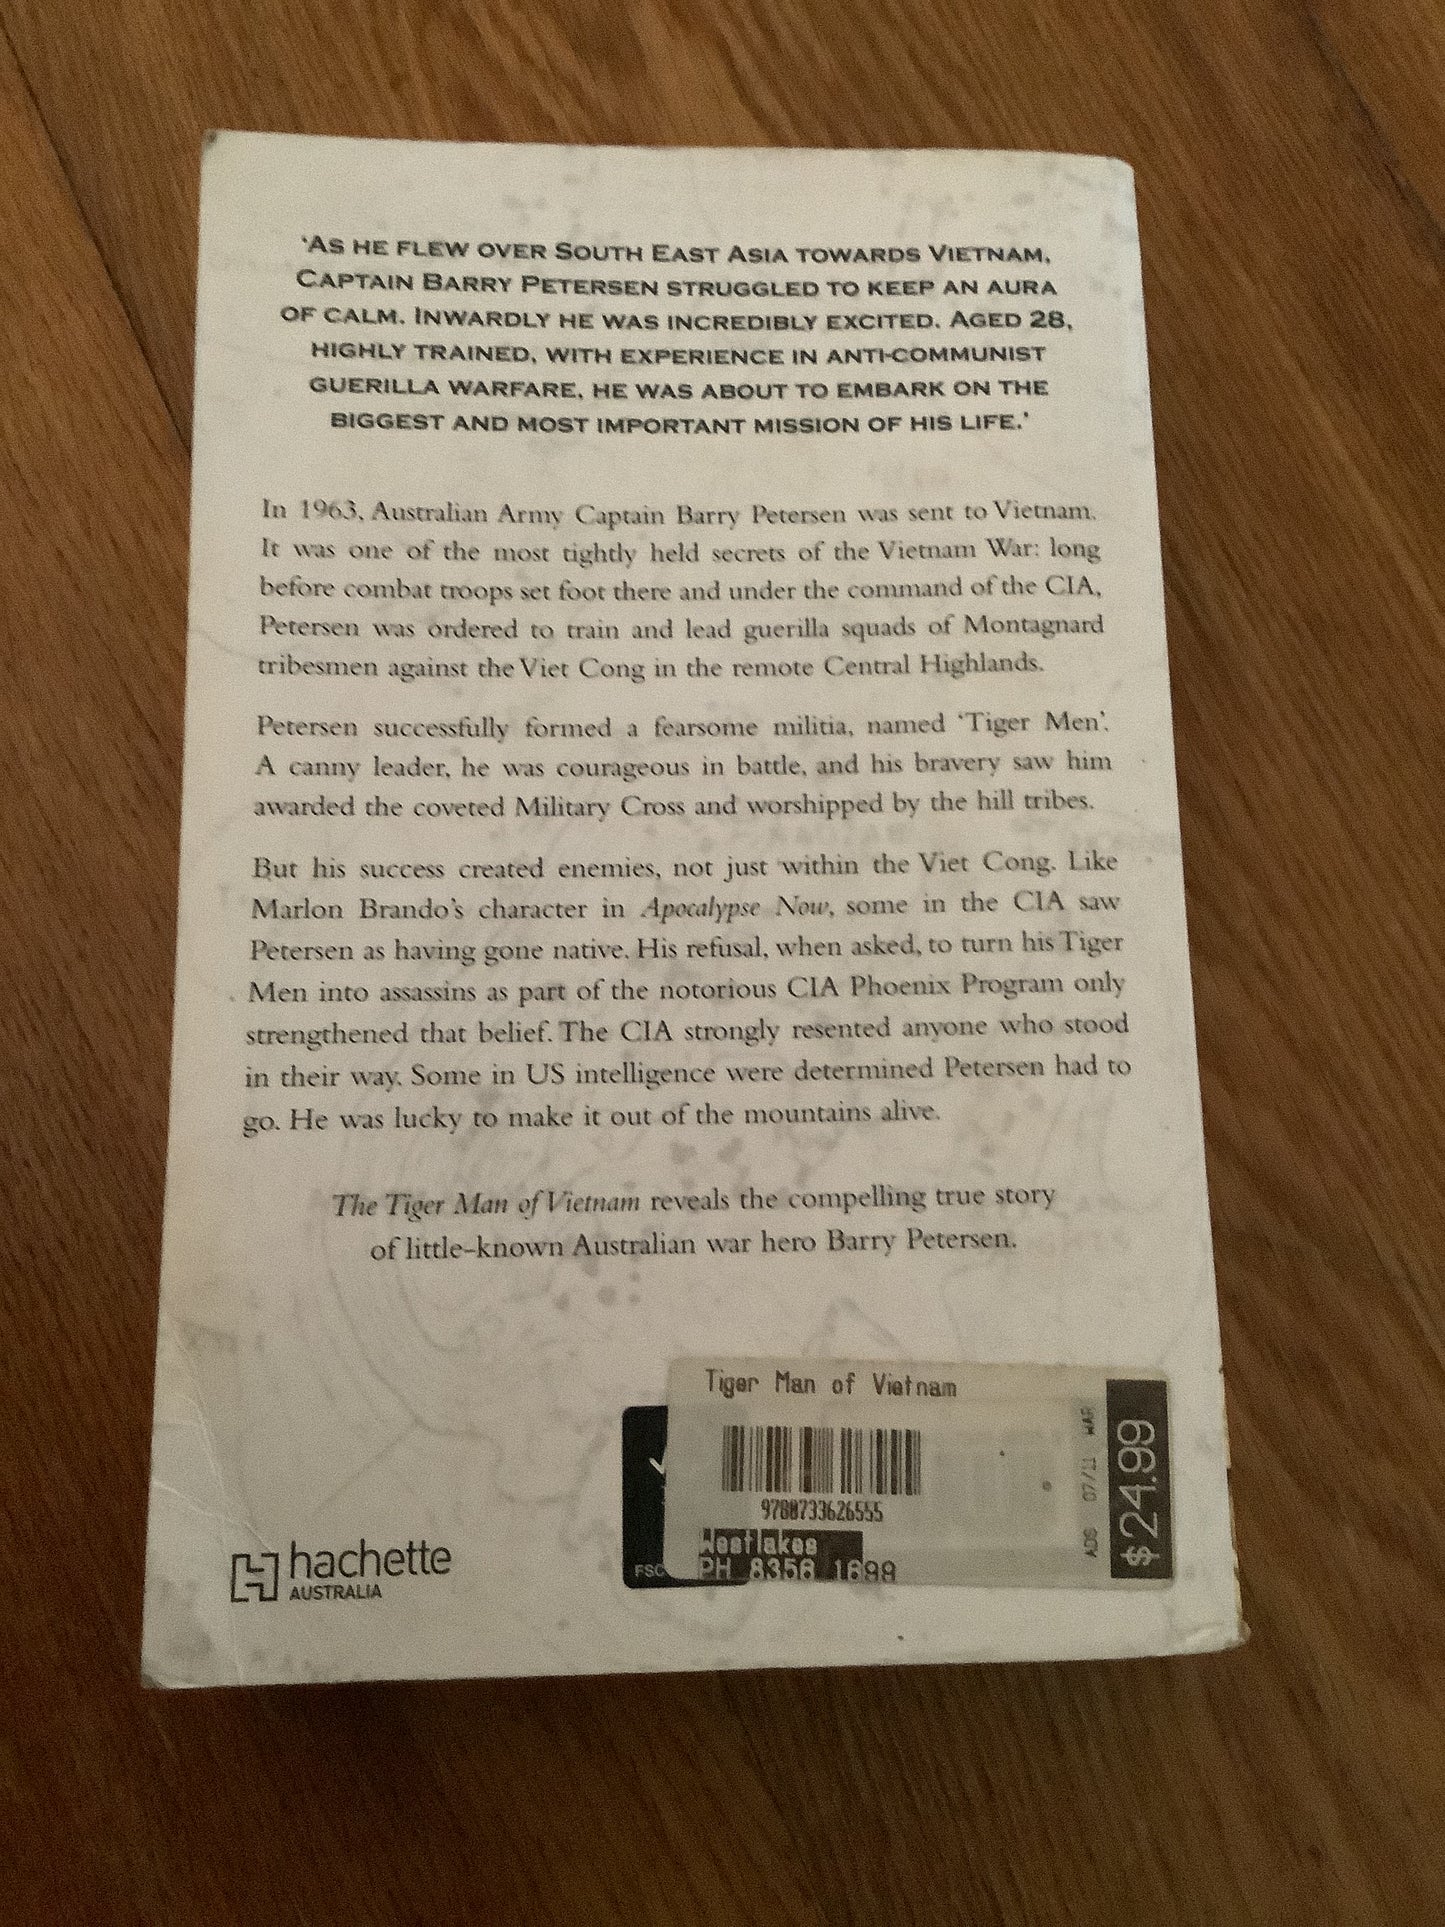 ‘AS HE FLEW OVER SOUTH EAST ASIA TOWARDS VIETNAM,
CAPTAIN BARRY PETERSEN STRUGGLED TO KEEP AN AURA
OF CALM. INWARDLY HE WAS INCREDIBLY EXCITED. AGED 28,
HIGHLY TRAINED, WITH EXPERIENCE IN ANTI-COMMUNIST
GUERILLA WARFARE, HE WAS ABOUT TO EMBARK ON THE
BIGGEST AND MOST IMPORTANT MISSION OF HIS LIFE.’
In 1963, Australian Army Captain Barry Petersen was sent to Vietnam.
It was one of the most tightly held secrets of the Vietnam War: long
before combat troops set foot there and under the command of the CIA,
Petersen was ordered to train and lead guerilla squads of Montagnard
tribesmen against the Viet Cong in the remote Central Highlands.
Petersen successfully formed a fearsome militia, named ‘Tiger Men’.
A canny leader, he was courageous in battle, and his bravery saw him
awarded the coveted Military Cross and worshipped by the hill tribes.
But his success created enemies, not just within the Viet Cong. Like
Marlon Brando’s character in Apocalypse Now, some in the CIA saw
Petersen as having gone native. His refusal, when asked, to turn his Tiger
Men into assassins as part of the notorious CIA Phoenix Program only
strengthened that belief. The CIA strongly resented anyone who stood
in their way. Some in US intelligence were determined Petersen had to
go. He was lucky to make it out of the mountains alive.
The Tiger Man of Vietnam reveals the compelling true story
of little-known Australian war hero Barry Petersen.
Tiger Man of Vietnam
9780733626555
Westlakes
PH 8356 1699
ADS 07/11 WAR
$24.99
FSC
hachette
AUSTRALIA